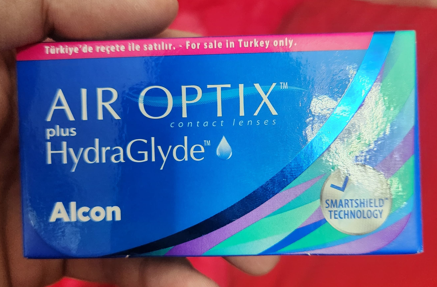 Türkiye'de reçete ile satılır. - For sale in Turkey only.
AIR OPTIX™
contact lenses
plus
HydraGlyde™
Alcon
SMARTSHIELD™
TECHNOLOGY